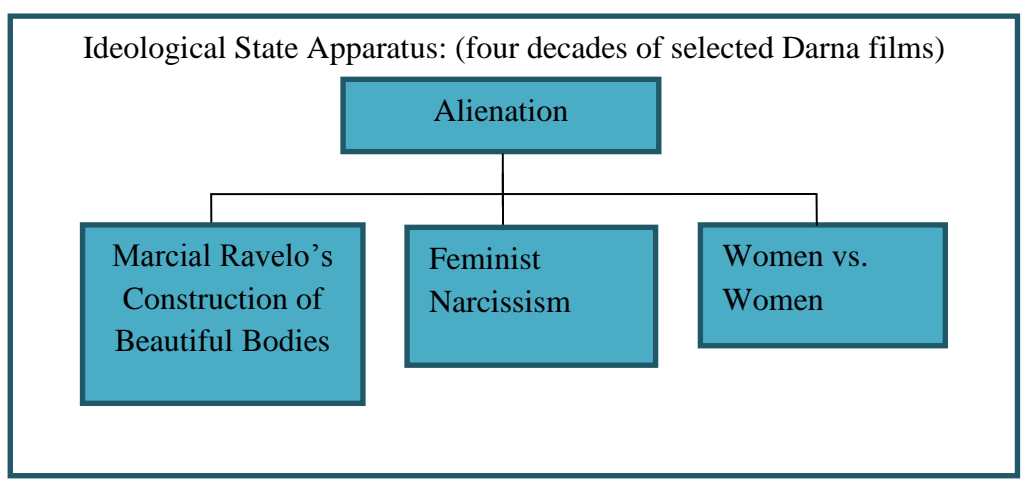 Ideological State Apparatus: (four decades of selected Darna films)
Alienation
Marcial Ravelo’s
Construction of
Beautiful Bodies
Feminist
Narcissism
Women vs.
Women